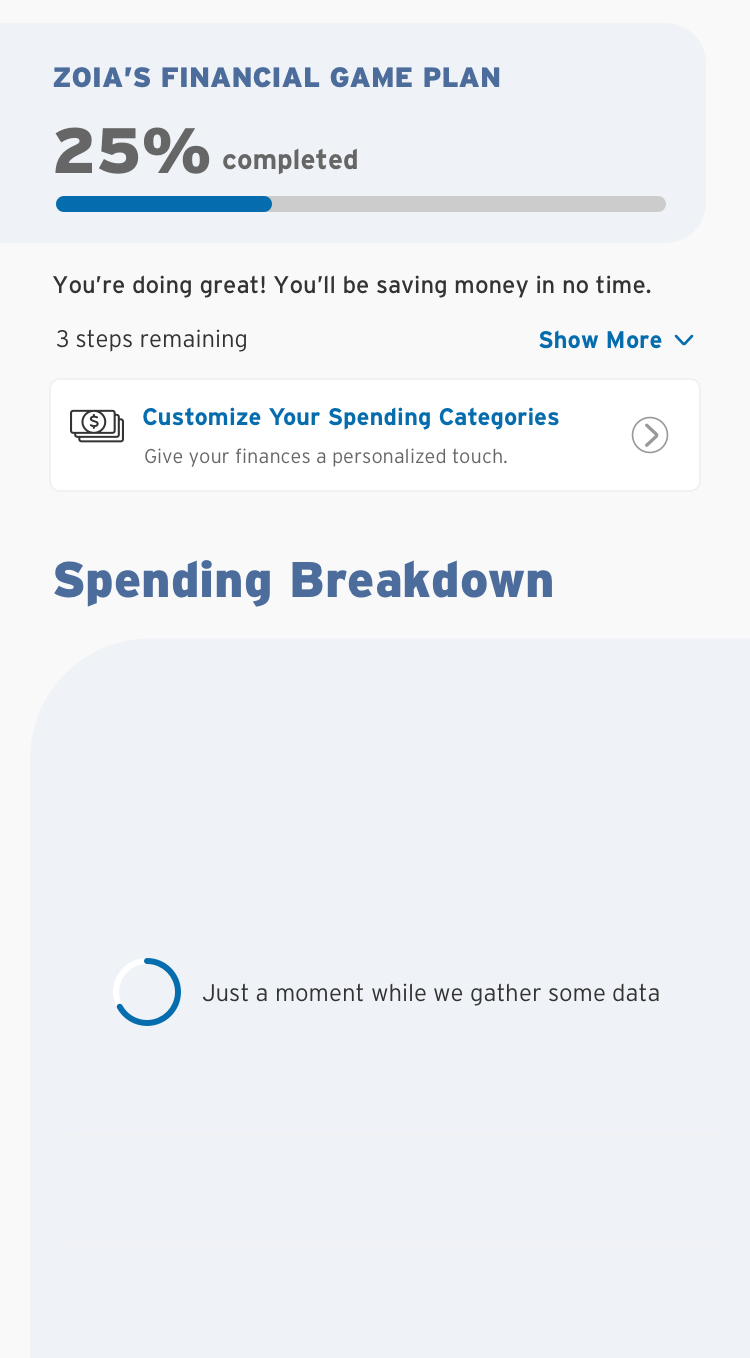 ZOIA’S FINANCIAL GAME PLAN
25% completed
You’re doing great! You’ll be saving money in no time.
3 steps remaining
Show More
$
Customize Your Spending Categories
Give your finances a personalized touch.
Spending Breakdown
Just a moment while we gather some data